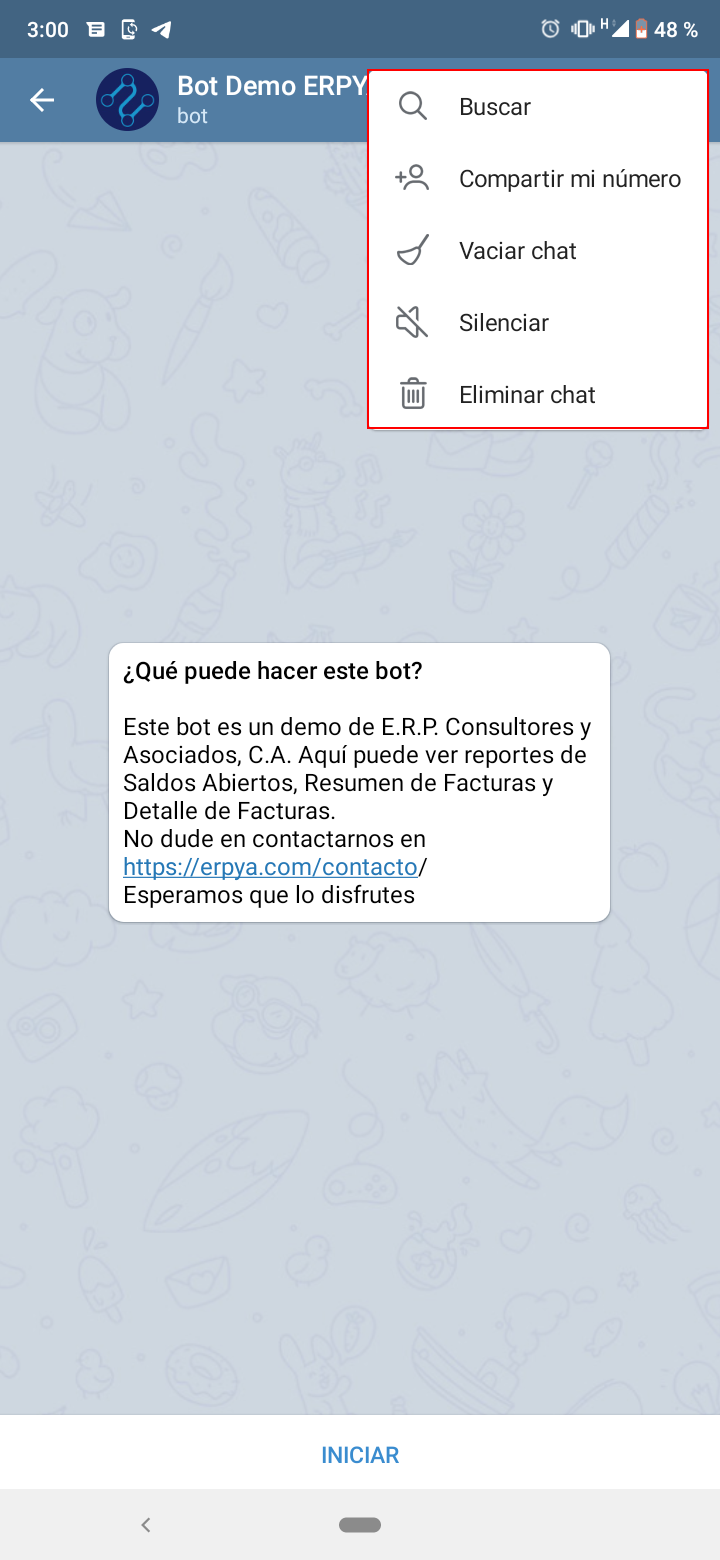 3:00
H
48 %
Bot Demo ERPY
bot
Buscar
Compartir mi número
Vaciar chat
Silenciar
Eliminar chat
¿Qué puede hacer este bot?
Este bot es un demo de E.R.P. Consultores y
Asociados, C.A. Aquí puede ver reportes de
Saldos Abiertos, Resumen de Facturas y
Detalle de Facturas.
No dude en contactarnos en
https://erpya.com/contacto/
Esperamos que lo disfrutes
INICIAR